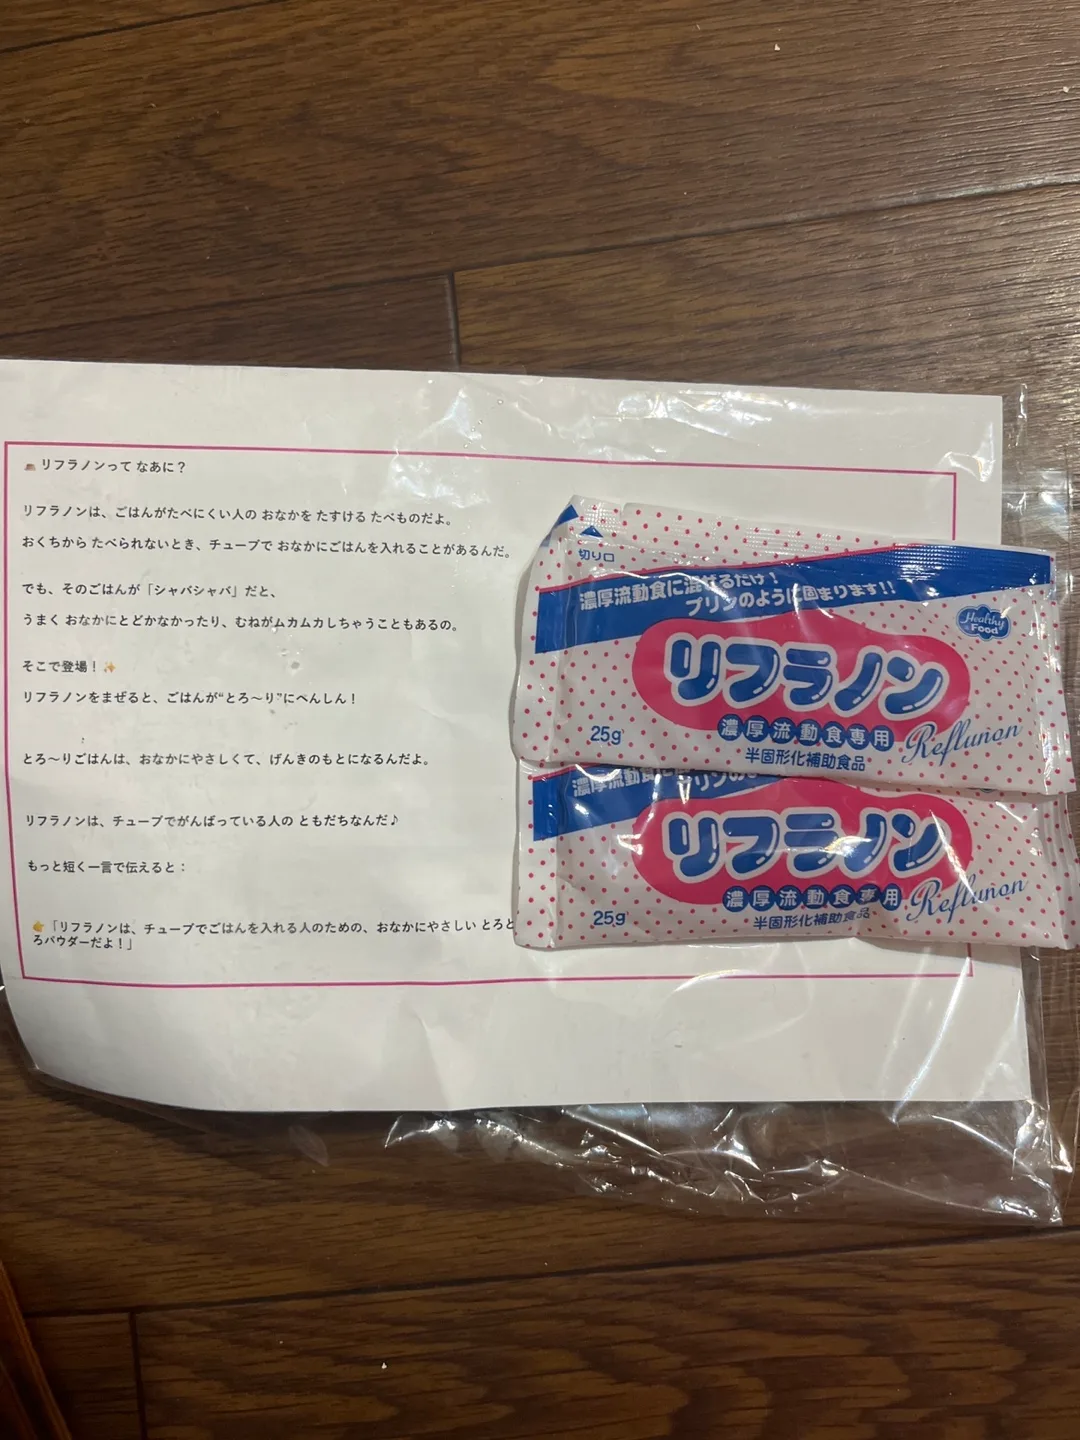 リフラノンって なあに？
リフラノンは、ごはんがたべにくい人の おなかを たすける たべものだよ。
おくちから たべられないとき、チューブで おなかにごはんを入れることがあるんだ。
でも、そのごはんが「シャバシャバ」だと、
うまく おなかにとどかなかったり、むねがムカムカしちゃうこともあるの。
そこで登場！✨
リフラノンをまぜると、ごはんが“とろ〜り”にへんしん！
とろ〜りごはんは、おなかにやさしくて、げんきのもとになるんだよ。
リフラノンは、チューブでがんばっている人の ともだちなんだ♪
もっと短く一言で伝えると：
👉「リフラノンは、チューブでごはんを入れる人のための、おなかにやさしい とろと
ろパウダーだよ！」
切り口
濃厚流動食に混ぜるだけ！
プリンのように固まります!!
Healthy
Food
リフラノン
濃厚流動食専用
Reflunon
25g
半固形化補助食品
濃厚流動食に
プリンの
リフラノン
濃厚流動食専用
Reflunon
25g
半固形化補助食品